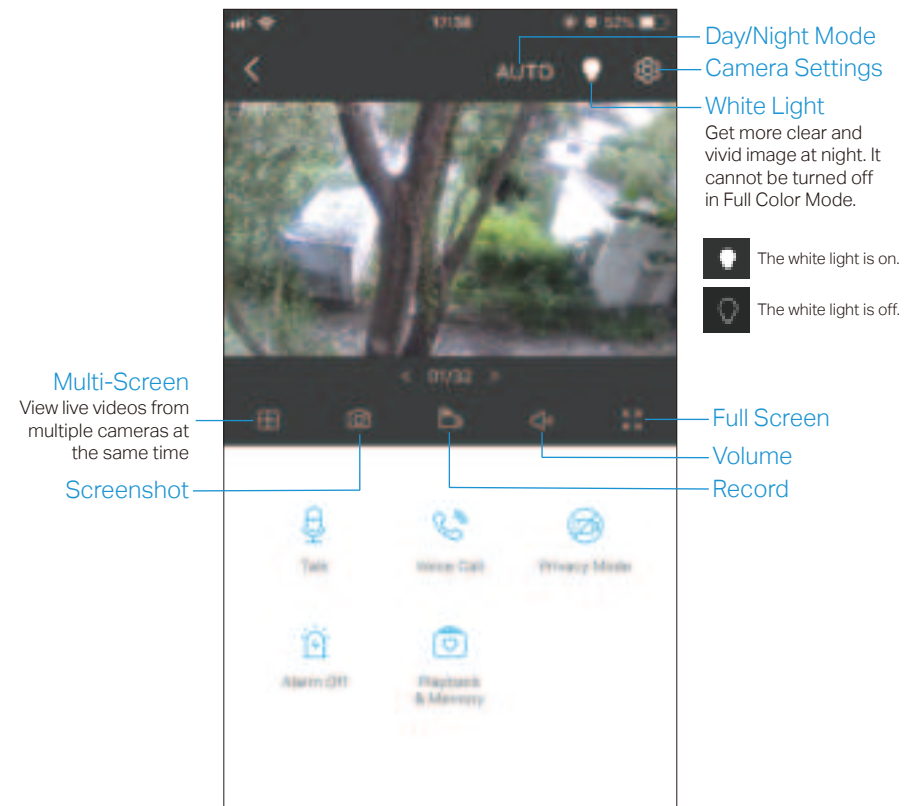 17:38
52%
AUTO
Day/Night Mode
Camera Settings
White Light
Get more clear and
vivid image at night. It
cannot be turned off
in Full Color Mode.
The white light is on.
The white light is off.
01/32
Multi-Screen
View live videos from
multiple cameras at
the same time
Screenshot
Full Screen
Volume
Record
Talk
Voice Call
Privacy Mode
Alarm Off
Playback
& Memory